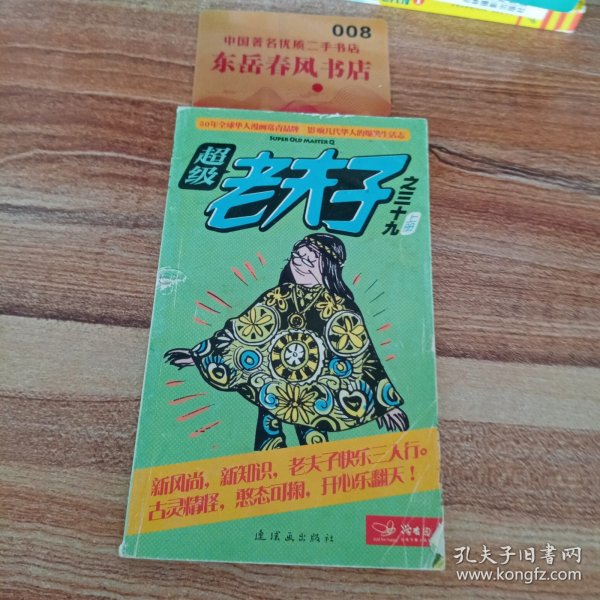 008
中国著名优质二手书店
东岳春风书店
50年全球华人漫画常青品牌 影响几代华人的爆笑生活志
SUPER OLD MASTER Q
超级
老夫子
之三十九
新风尚，新知识，老夫子快乐三人行。
古灵精怪，憨态可掬，开心乐翻天！
连环画出版社
孔夫子旧书网
www.kongfz.com